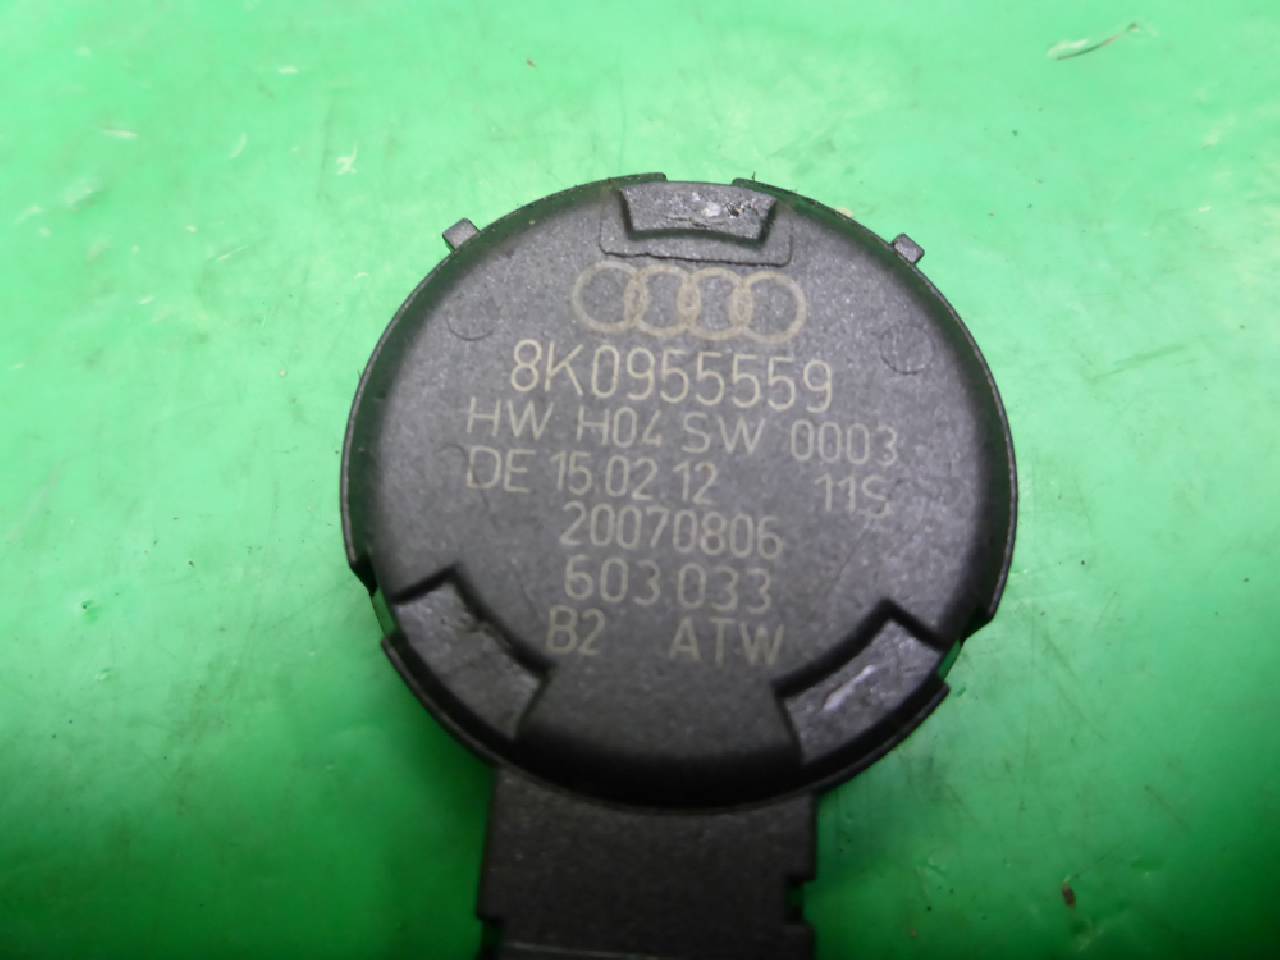 8K0955559
HW H04 SW 0003
DE 15.02.12 11S
20070806
603 033
B2 ATW